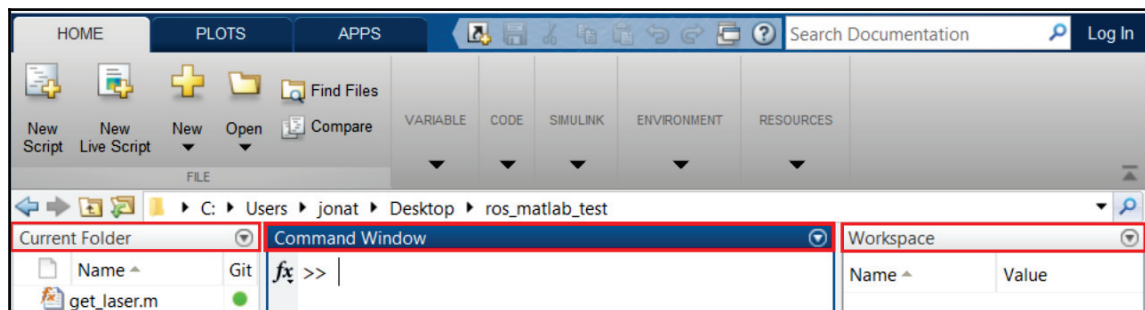 HOME PLOTS APPS Search Documentation Log In
New Script New Live Script New Open Find Files Compare
FILE VARIABLE CODE SIMULINK ENVIRONMENT RESOURCES
C: Users jonat Desktop ros_matlab_test
Current Folder Command Window Workspace
Name Git fx >> Name Value
get_laser.m